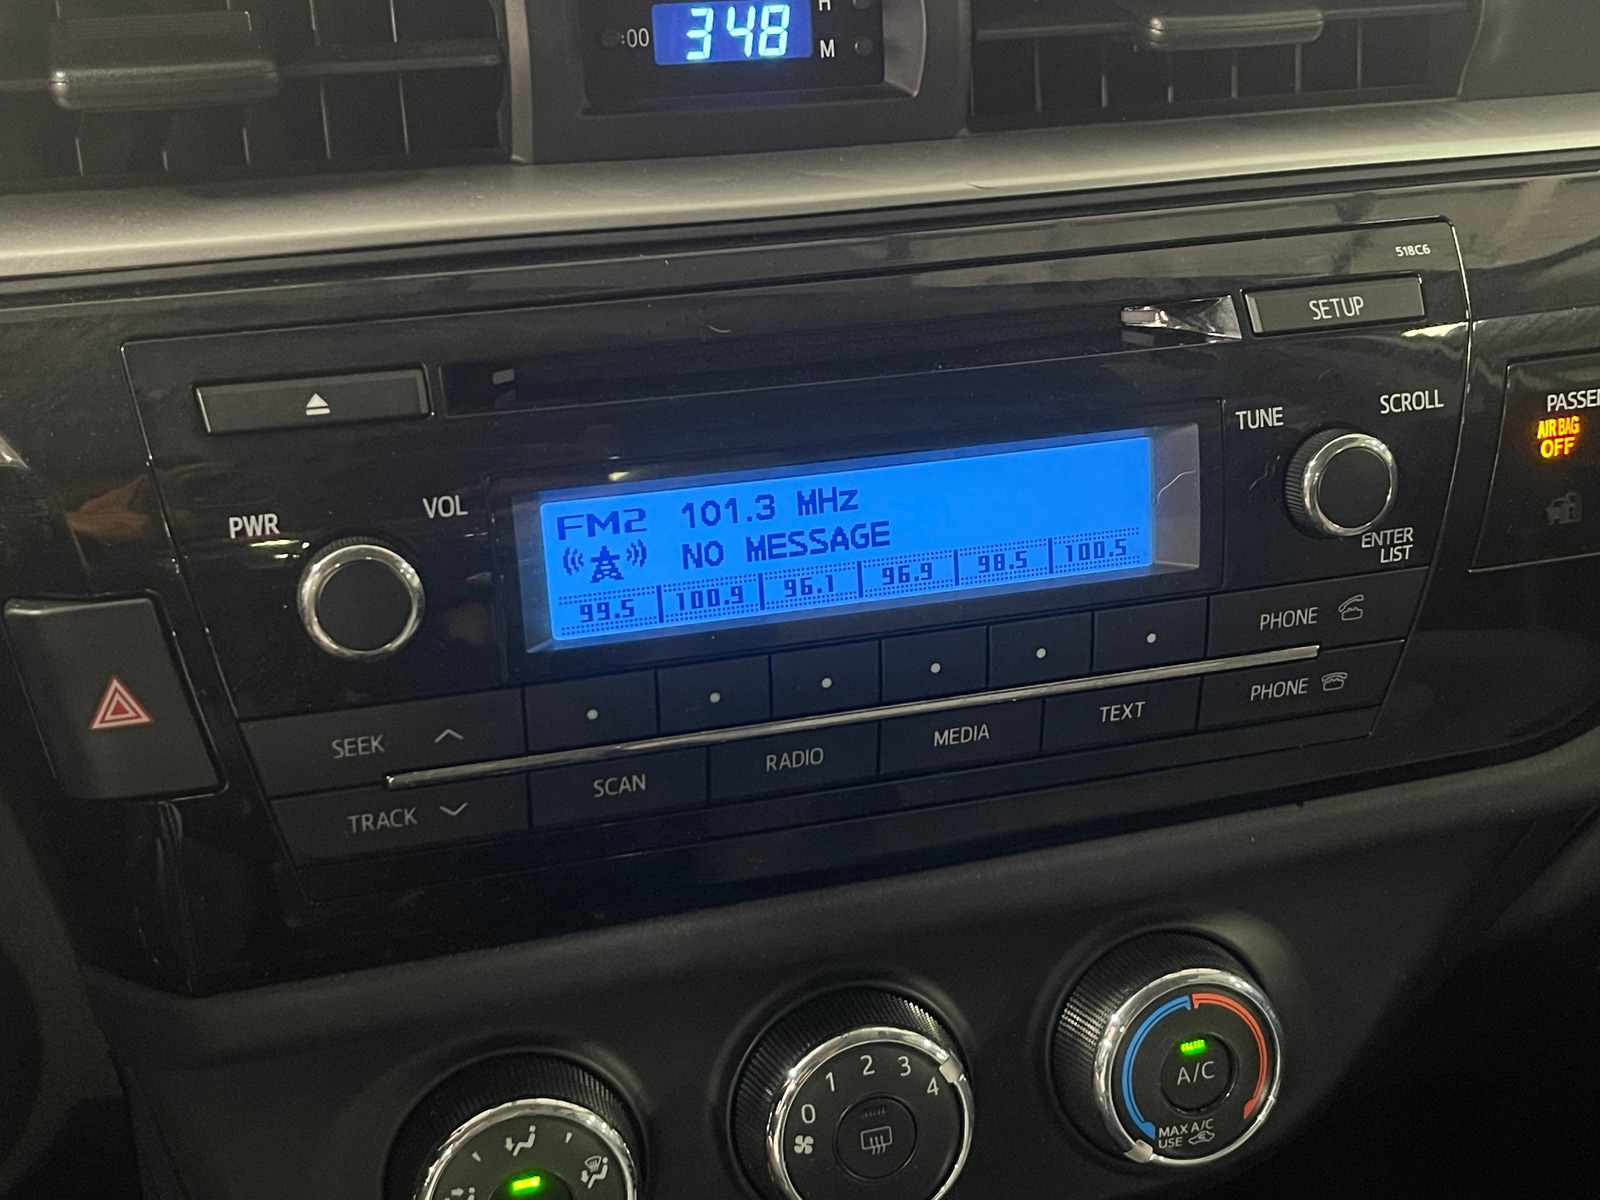 :00
348
H
M
518C6
SETUP
PASSE
AIR BAG
OFF
TUNE
SCROLL
ENTER
LIST
PWR
VOL
FM2 101.3 MHz
NO MESSAGE
99.5 100.9 96.1 96.9 98.5 100.5
PHONE
PHONE
SEEK
TRACK
SCAN
RADIO
MEDIA
TEXT
0 1 2 3 4
A/C
MAX A/C
USE